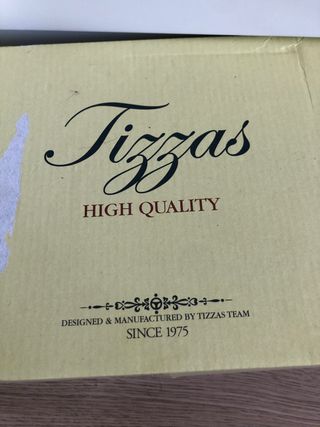 Tizzas
HIGH QUALITY
DESIGNED & MANUFACTURED BY TIZZAS TEAM
SINCE 1975